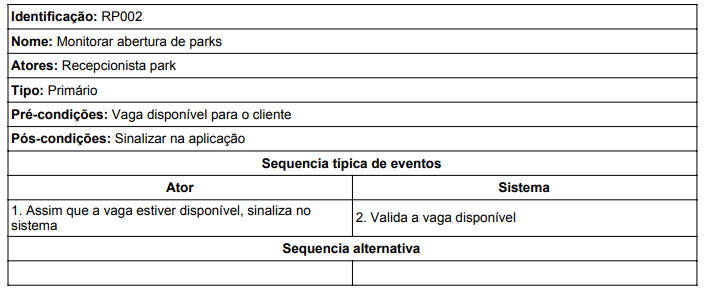 Identificação: RP002
Nome: Monitorar abertura de parks
Atores: Recepcionista park
Tipo: Primário
Pré-condições: Vaga disponível para o cliente
Pós-condições: Sinalizar na aplicação
Sequencia típica de eventos
Ator
Sistema
1. Assim que a vaga estiver disponível, sinaliza no
sistema
2. Valida a vaga disponível
Sequencia alternativa